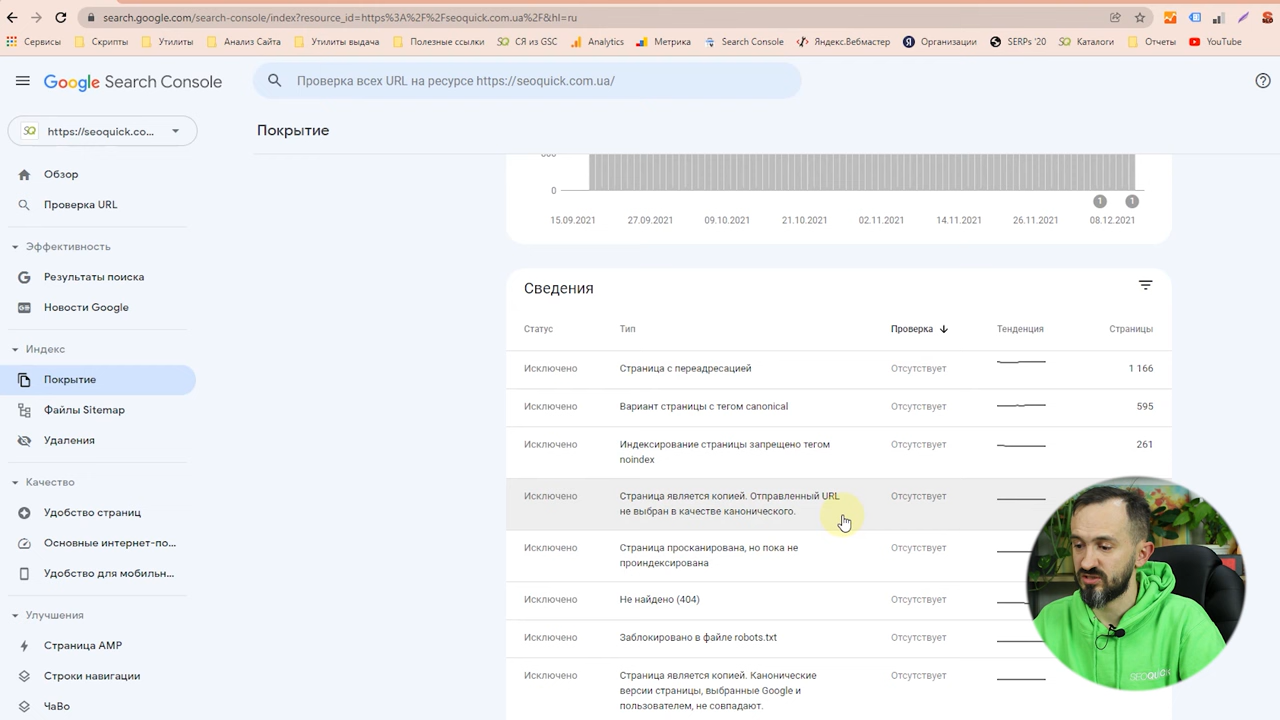 search.google.com/search-console/index?resource_id=https%3A%2F%2Fseoquick.com.ua%2F&hl=ru
Сервисы Скрипты Утилиты Анализ Сайта Утилиты выдача Полезные ссылки СЯ из GSC Analytics Метрика Search Console Яндекс.Вебмастер Организации SERPs '20 Каталоги Отчеты YouTube
Google Search Console
Проверка всех URL на ресурсе https://seoquick.com.ua/
SQ https://seoquick.co...
Покрытие
Обзор
Проверка URL
Эффективность
Результаты поиска
Новости Google
Индекс
Покрытие
Файлы Sitemap
Удаления
Качество
Удобство страниц
Основные интернет-по...
Удобство для мобильн...
Улучшения
Страница AMP
Строки навигации
ЧаВо
0
1 1
15.09.2021 27.09.2021 09.10.2021 21.10.2021 02.11.2021 14.11.2021 26.11.2021 08.12.2021
Сведения
Статус Тип Проверка Тенденция Страницы
Исключено Страница с переадресацией Отсутствует 1 166
Исключено Вариант страницы с тегом canonical Отсутствует 595
Исключено Индексирование страницы запрещено тегом Отсутствует 261
noindex
Исключено Страница является копией. Отправленный URL Отсутствует
не выбран в качестве канонического.
Исключено Страница просканирована, но пока не Отсутствует
проиндексирована
Исключено Не найдено (404) Отсутствует
Исключено Заблокировано в файле robots.txt Отсутствует
Исключено Страница является копией. Канонические Отсутствует
версии страницы, выбранные Google и
пользователем, не совпадают.
SEOQUICK